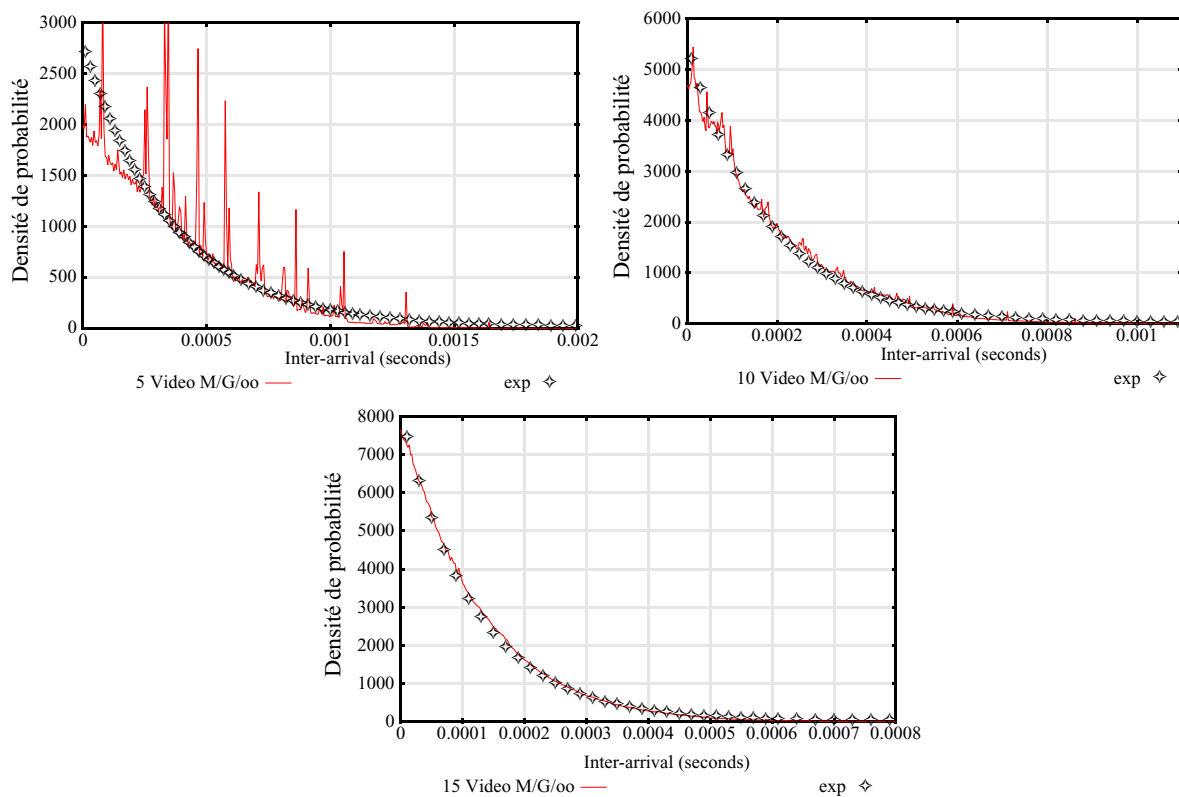 3000
2500
2000
1500
1000
500
0
Densité de probabilité
0 0.0005 0.001 0.0015 0.002
Inter-arrival (seconds)
5 Video M/G/oo exp
6000
5000
4000
3000
2000
1000
0
Densité de probabilité
0 0.0002 0.0004 0.0006 0.0008 0.001
Inter-arrival (seconds)
10 Video M/G/oo exp
8000
7000
6000
5000
4000
3000
2000
1000
0
Densité de probabilité
0 0.0001 0.0002 0.0003 0.0004 0.0005 0.0006 0.0007 0.0008
Inter-arrival (seconds)
15 Video M/G/oo exp